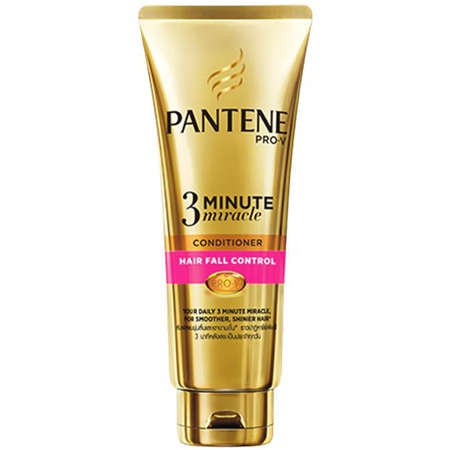 PANTENE
PRO-V
3 MINUTE
miracle
CONDITIONER
HAIR FALL CONTROL
PRO-V
YOUR DAILY 3 MINUTE MIRACLE,
FOR SMOOTHER, SHINIER HAIR*